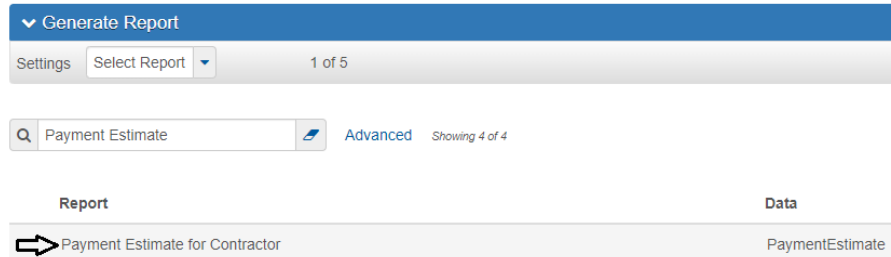 Generate Report
Settings Select Report 1 of 5
Payment Estimate Advanced Showing 4 of 4
Report Data
Payment Estimate for Contractor PaymentEstimate